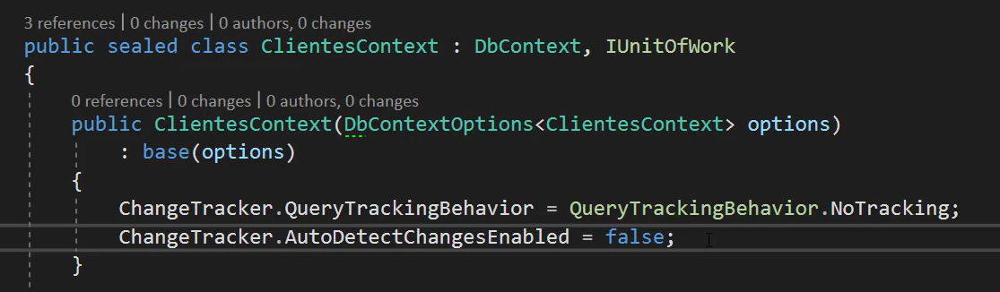 3 references | 0 changes | 0 authors, 0 changes
public sealed class ClientesContext : DbContext, IUnitOfWork
{
0 references | 0 changes | 0 authors, 0 changes
public ClientesContext(DbContextOptions<ClientesContext> options)
: base(options)
{
ChangeTracker.QueryTrackingBehavior = QueryTrackingBehavior.NoTracking;
ChangeTracker.AutoDetectChangesEnabled = false;
}